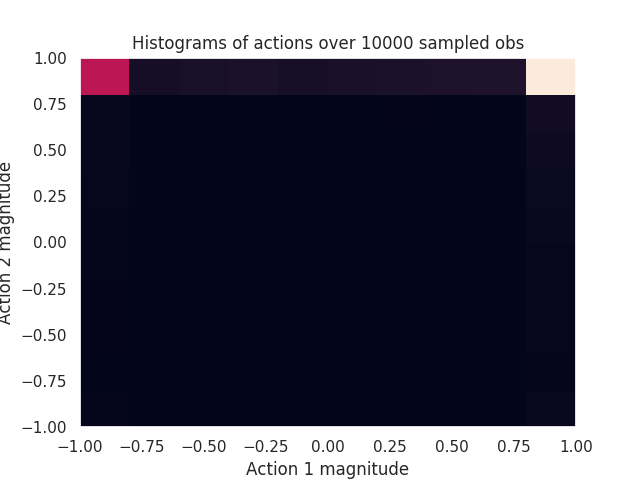 Histograms of actions over 10000 sampled obs
1.00
0.75
0.50
0.25
0.00
−0.25
−0.50
−0.75
−1.00
Action 2 magnitude
−1.00 −0.75 −0.50 −0.25 0.00 0.25 0.50 0.75 1.00
Action 1 magnitude